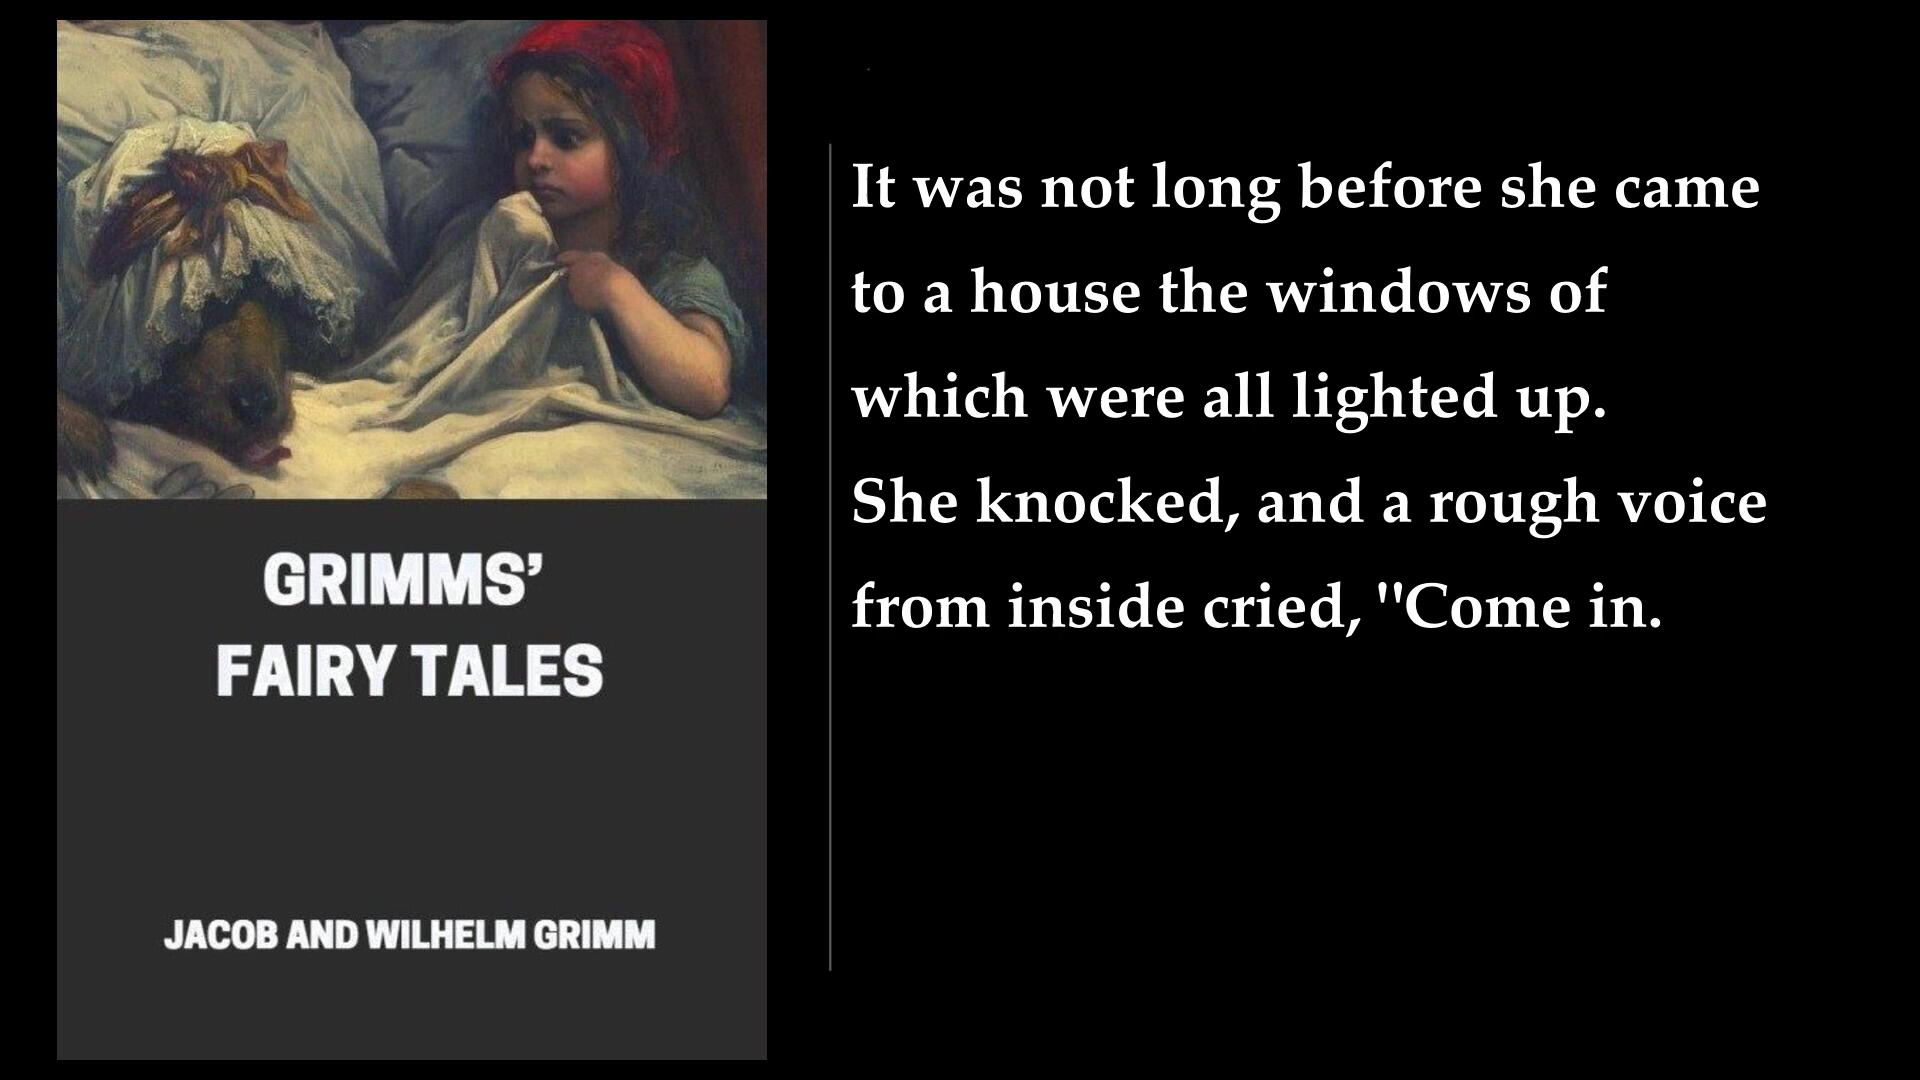 GRIMMS’
FAIRY TALES
JACOB AND WILHELM GRIMM
It was not long before she came
to a house the windows of
which were all lighted up.
She knocked, and a rough voice
from inside cried, "Come in.